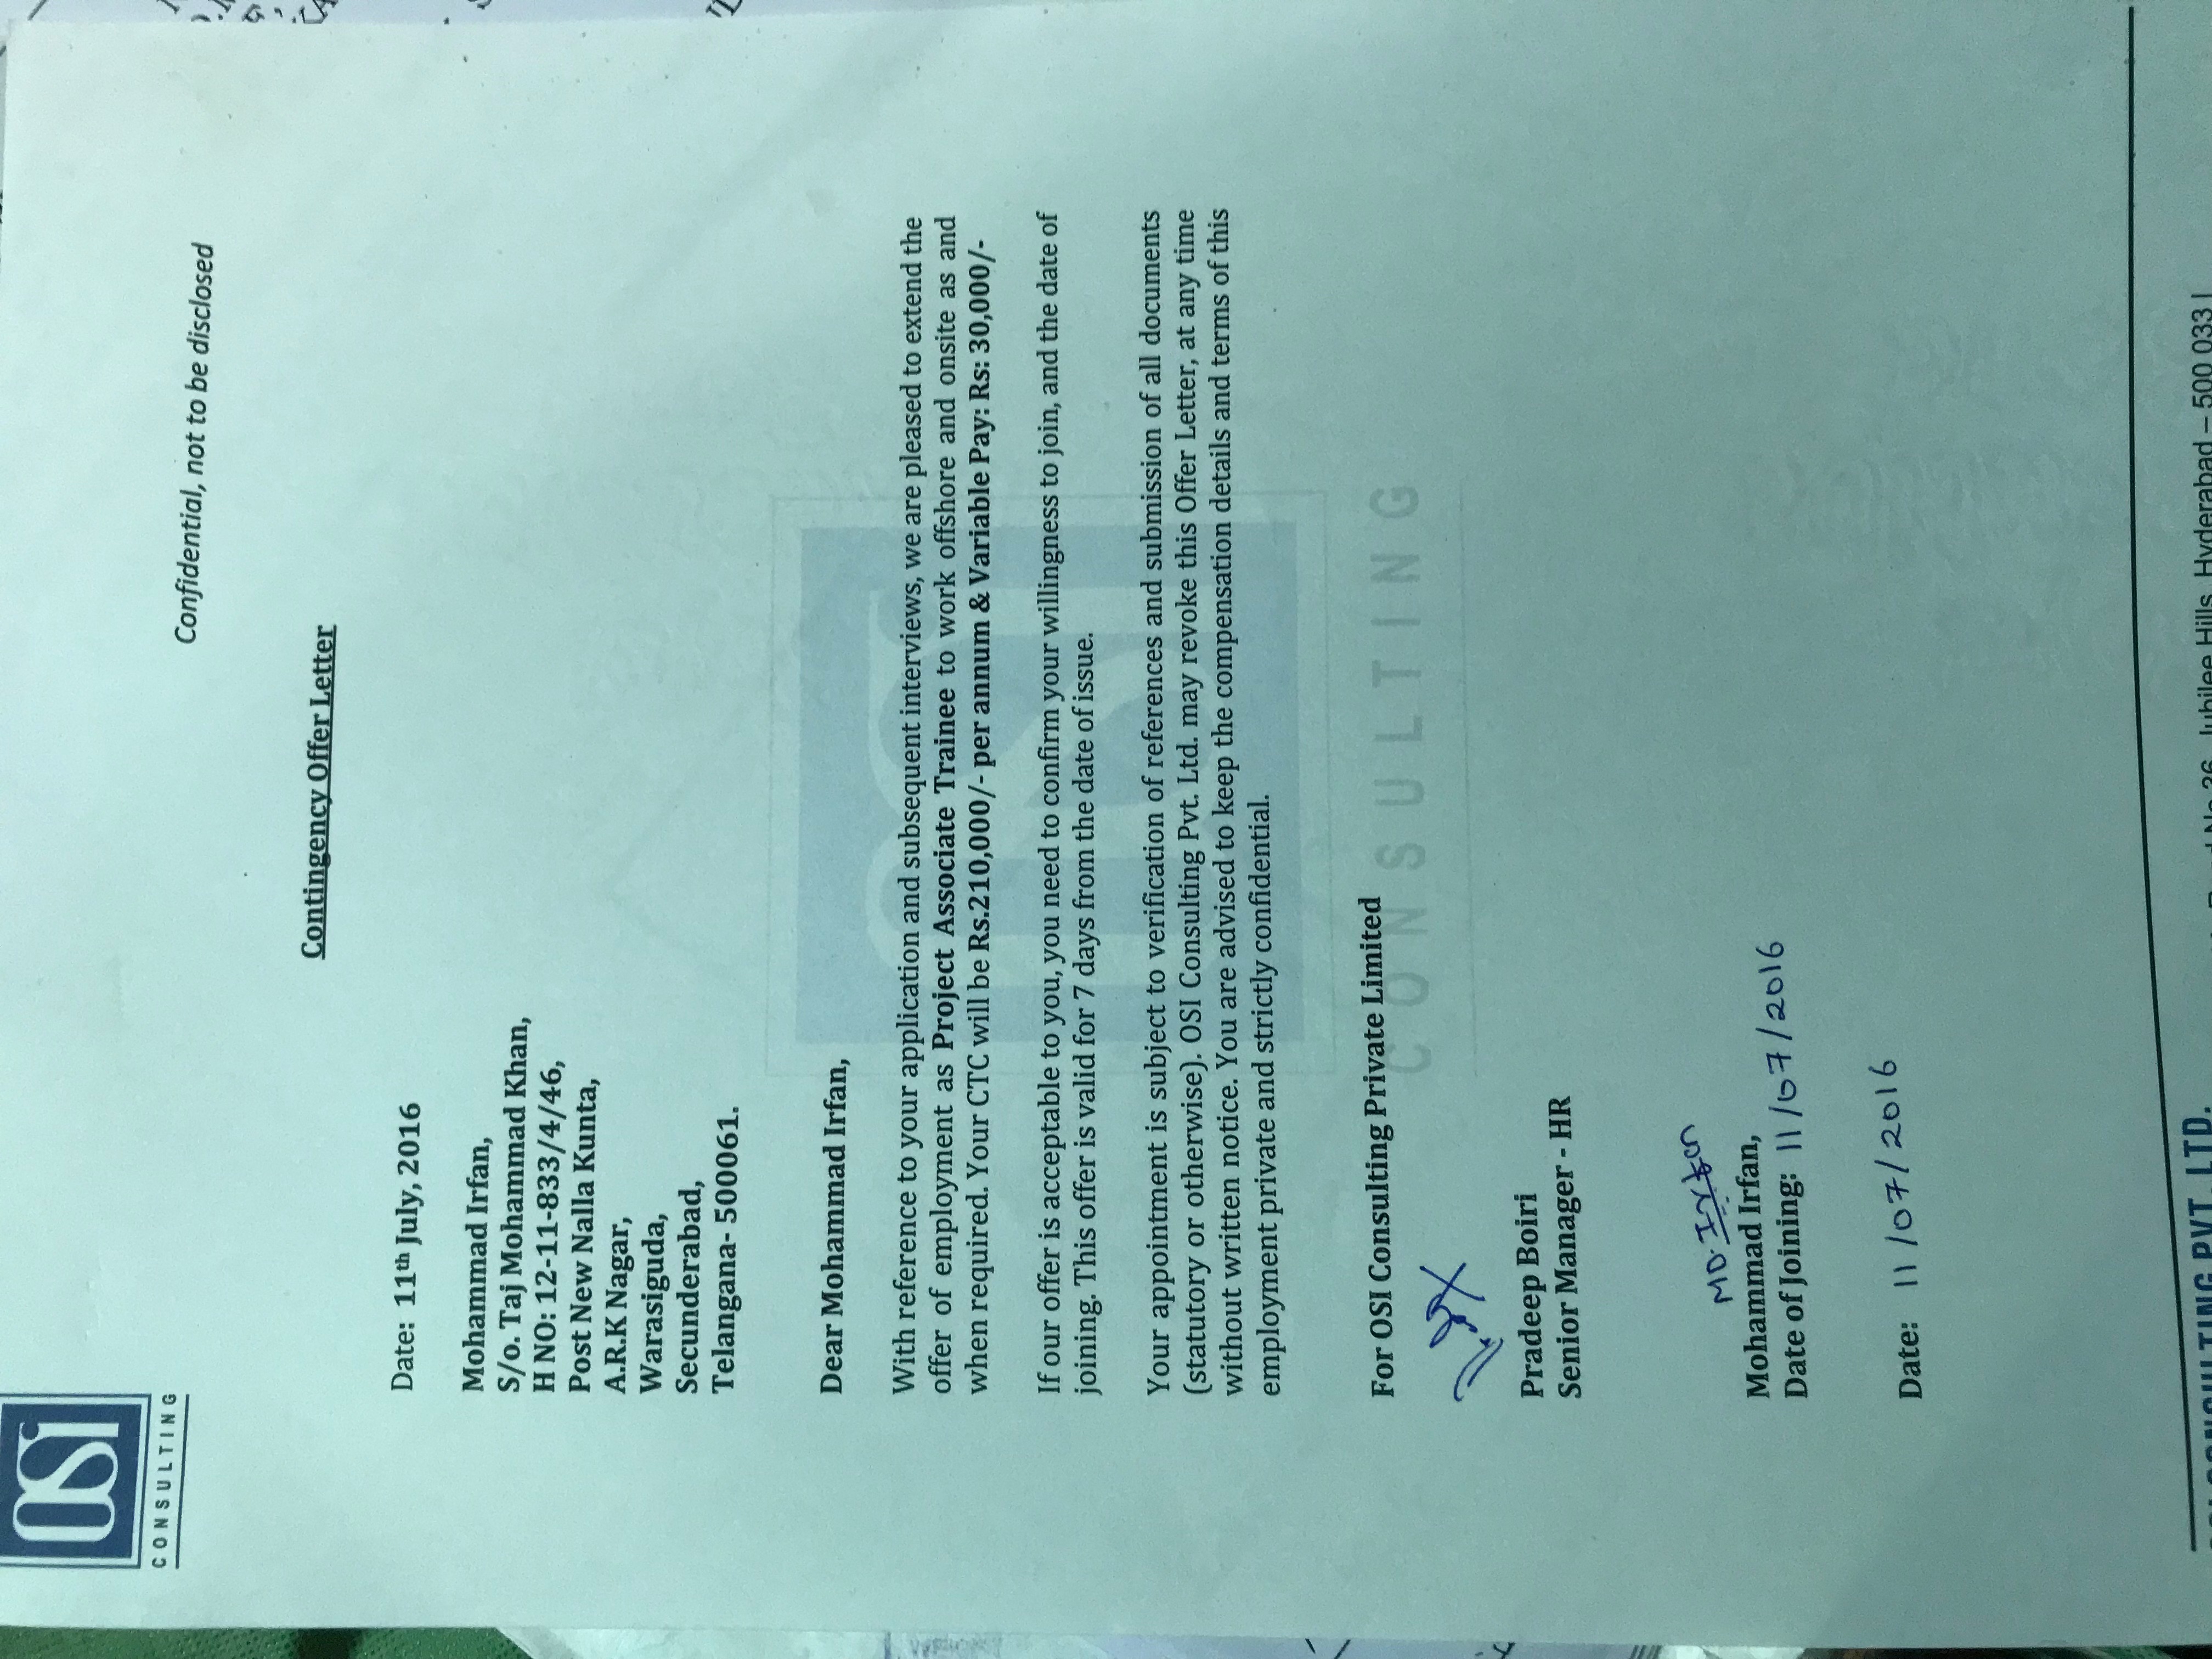 OSi
CONSULTING
Confidential, not to be disclosed
Contingency Offer Letter
Date: 11th July, 2016
Mohammad Irfan,
S/o. Taj Mohammad Khan,
H NO: 12-11-833/4/46,
Post New Nalla Kunta,
A.R.K Nagar,
Warasiguda,
Secunderabad,
Telangana- 500061.
Dear Mohammad Irfan,
With reference to your application and subsequent interviews, we are pleased to extend the
offer of employment as Project Associate Trainee to work offshore and onsite as and
when required. Your CTC will be Rs.210,000/- per annum & Variable Pay: Rs: 30,000/-
If our offer is acceptable to you, you need to confirm your willingness to join, and the date of
joining. This offer is valid for 7 days from the date of issue.
Your appointment is subject to verification of references and submission of all documents
(statutory or otherwise). OSI Consulting Pvt. Ltd. may revoke this Offer Letter, at any time
without written notice. You are advised to keep the compensation details and terms of this
employment private and strictly confidential.
OSi
CONSULTING
For OSI Consulting Private Limited
Pradeep Boiri
Senior Manager - HR
MD. Irfan
Mohammad Irfan,
Date of Joining: 11/07/2016
Date: 11/07/2016
CONSULTING PVT. LTD.
Road No 36, Jubilee Hills, Hyderabad – 500 033 |